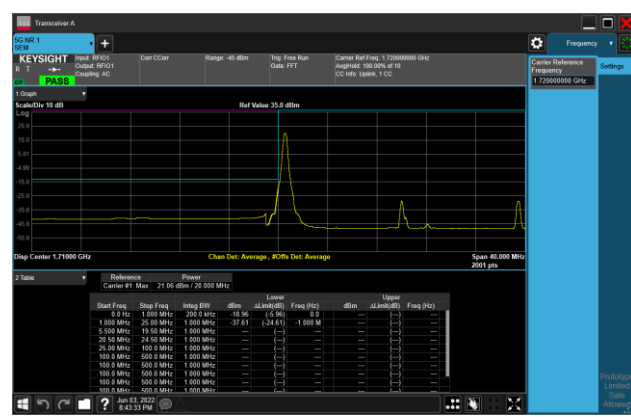 Transceiver A
5G NR 1
SEM
Frequency
KEYSIGHT
R T
PASS
Input: RFIO1
Output: RFIO1
Coupling: AC
Corr CCorr
Range: -45 dBm
Trig: Free Run
Gate: FFT
Carrier Ref Freq: 1.720000000 GHz
Avg|Hold: 100.00% of 10
CC Info: Uplink, 1 CC
Carrier Reference
Frequency
1.720000000 GHz
Settings
1 Graph
Scale/Div 10 dB
Ref Value 35.0 dBm
Log
25.0
15.0
5.01
-4.99
-15.0
-25.0
-35.0
-45.0
-55.0
Disp Center 1.71000 GHz
Chan Det: Average , #Offs Det: Average
Span 40.000 MHz
2001 pts
2 Table
Reference Power
Carrier #1 Max 21.06 dBm / 20.000 MHz
Lower Upper
Start Freq Stop Freq Integ BW dBm ΔLimit(dB) Freq (Hz) dBm ΔLimit(dB) Freq (Hz)
0.0 Hz 1.000 MHz 200.0 kHz -18.96 (-5.96) 0.0 --- (---) ---
1.000 MHz 25.00 MHz 1.000 MHz -37.61 (-24.61) -1.000 M --- (---) ---
5.500 MHz 19.50 MHz 1.000 MHz --- (---) --- --- (---) ---
20.50 MHz 24.50 MHz 1.000 MHz --- (---) --- --- (---) ---
25.00 MHz 100.0 MHz 1.000 MHz --- (---) --- --- (---) ---
100.0 MHz 500.0 MHz 1.000 MHz --- (---) --- --- (---) ---
100.0 MHz 500.0 MHz 1.000 MHz --- (---) --- --- (---) ---
100.0 MHz 500.0 MHz 1.000 MHz --- (---) --- --- (---) ---
100.0 MHz 500.0 MHz 1.000 MHz --- (---) --- --- (---) ---
100.0 MHz 500.0 MHz 1.000 MHz --- (---) --- --- (---) ---
Prototype
Limited
Sale
Allowed
Jun 03, 2022
8:43:33 PM